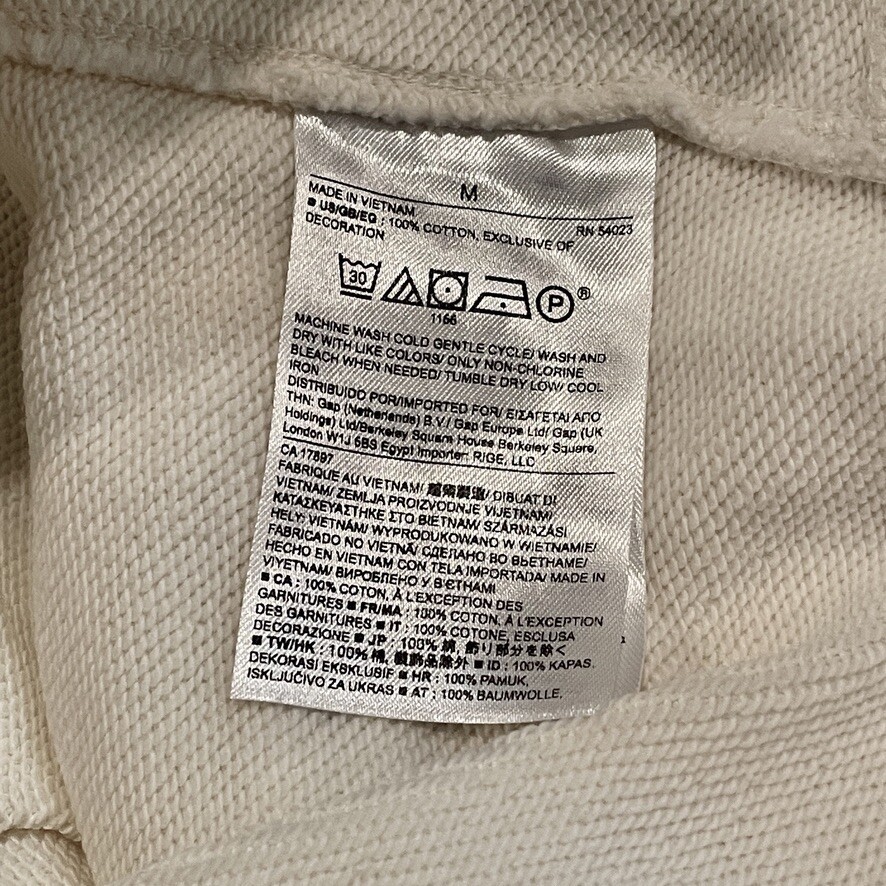 M
MADE IN VIETNAM
RN 54023
■ US/GB/EG : 100% COTTON, EXCLUSIVE OF
DECORATION
30
P ®
1166
MACHINE WASH COLD GENTLE CYCLE/ WASH AND
DRY WITH LIKE COLORS/ ONLY NON-CHLORINE
BLEACH WHEN NEEDED/ TUMBLE DRY LOW/ COOL
IRON
DISTRIBUIDO POR/IMPORTED FOR/ ΕΙΣΑΓΕΤΑΙ ΑΠΟ
ΤΗΝ: Gap (Netherlands) B.V./ Gap Europe Ltd/ Gap (UK
Holdings) Ltd/Berkeley Square House Berkeley Square,
London W1J 6BS Egypt Importer: RIGE, LLC
CA 17897
FABRIQUÉ AU VIETNAM/ 越南製造/ DIBUAT DI
VIETNAM/ ZEMLJA PROIZVODNJE VIJETNAM/
ΚΑΤΑΣΚΕΥΑΣΤΗΚΕ ΣΤΟ ΒΙΕΤΝΑΜ/ SZÁRMAZÁSI
HELY: VIETNÁM/ WYPRODUKOWANO W WIETNAMIE/
FABRICADO NO VIETNÃ/ СДЕЛАНО ВО ВЬЕТНАМЕ/
HECHO EN VIETNAM CON TELA IMPORTADA/ MADE IN
VIYETNAM/ ВИРОБЛЕНО У В'ЄТНАМІ
■ CA : 100% COTON, À L'EXCEPTION DES
GARNITURES ■ FR/MA : 100% COTON, À L'EXCEPTION
DES GARNITURES ■ IT : 100% COTONE, ESCLUSA
DECORAZIONE ■ JP : 100% 綿, 飾り部分を除く
■ TW/HK : 100% 棉, 裝飾品除外 ■ ID : 100% KAPAS.
DEKORASI EKSKLUSIF ■ HR : 100% PAMUK,
ISKLJUČIVO ZA UKRAS ■ AT : 100% BAUMWOLLE,
1